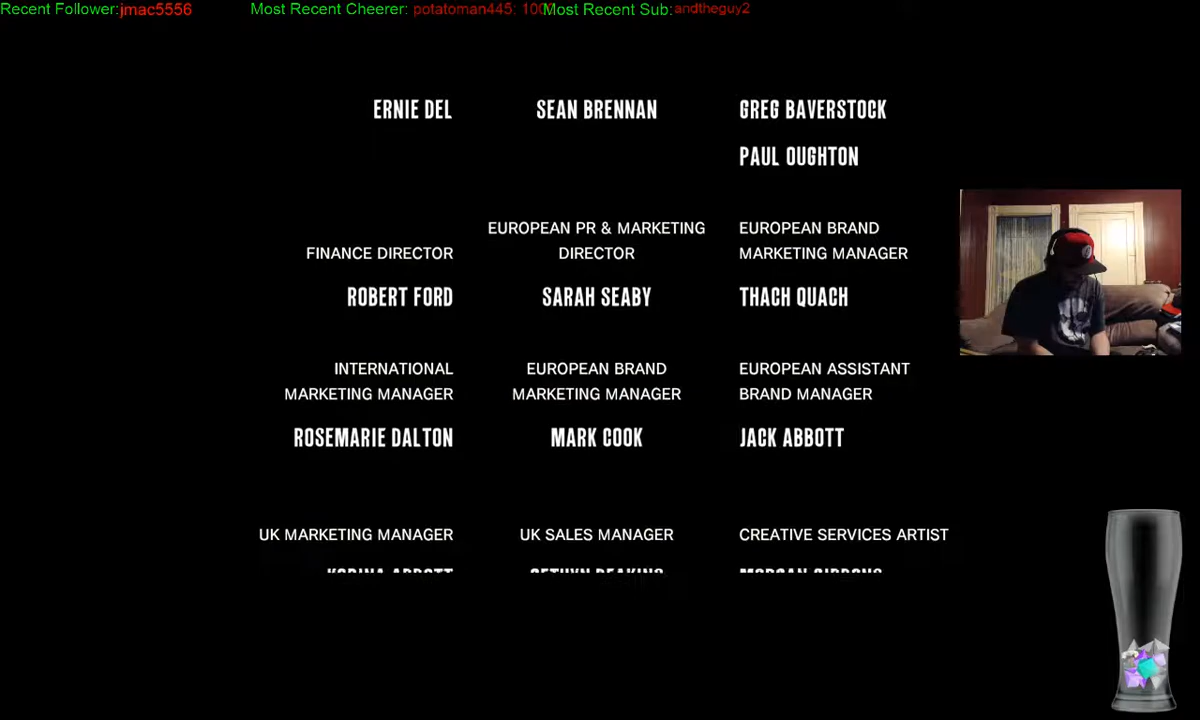 Recent Follower:jmac5556 Most Recent Cheerer: potatoman445: 100 Most Recent Sub:andtheguy2
ERNIE DEL SEAN BRENNAN GREG BAVERSTOCK
PAUL OUGHTON
EUROPEAN PR & MARKETING EUROPEAN BRAND
FINANCE DIRECTOR DIRECTOR MARKETING MANAGER
ROBERT FORD SARAH SEABY THACH QUACH
INTERNATIONAL EUROPEAN BRAND EUROPEAN ASSISTANT
MARKETING MANAGER MARKETING MANAGER BRAND MANAGER
ROSEMARIE DALTON MARK COOK JACK ABBOTT
UK MARKETING MANAGER UK SALES MANAGER CREATIVE SERVICES ARTIST